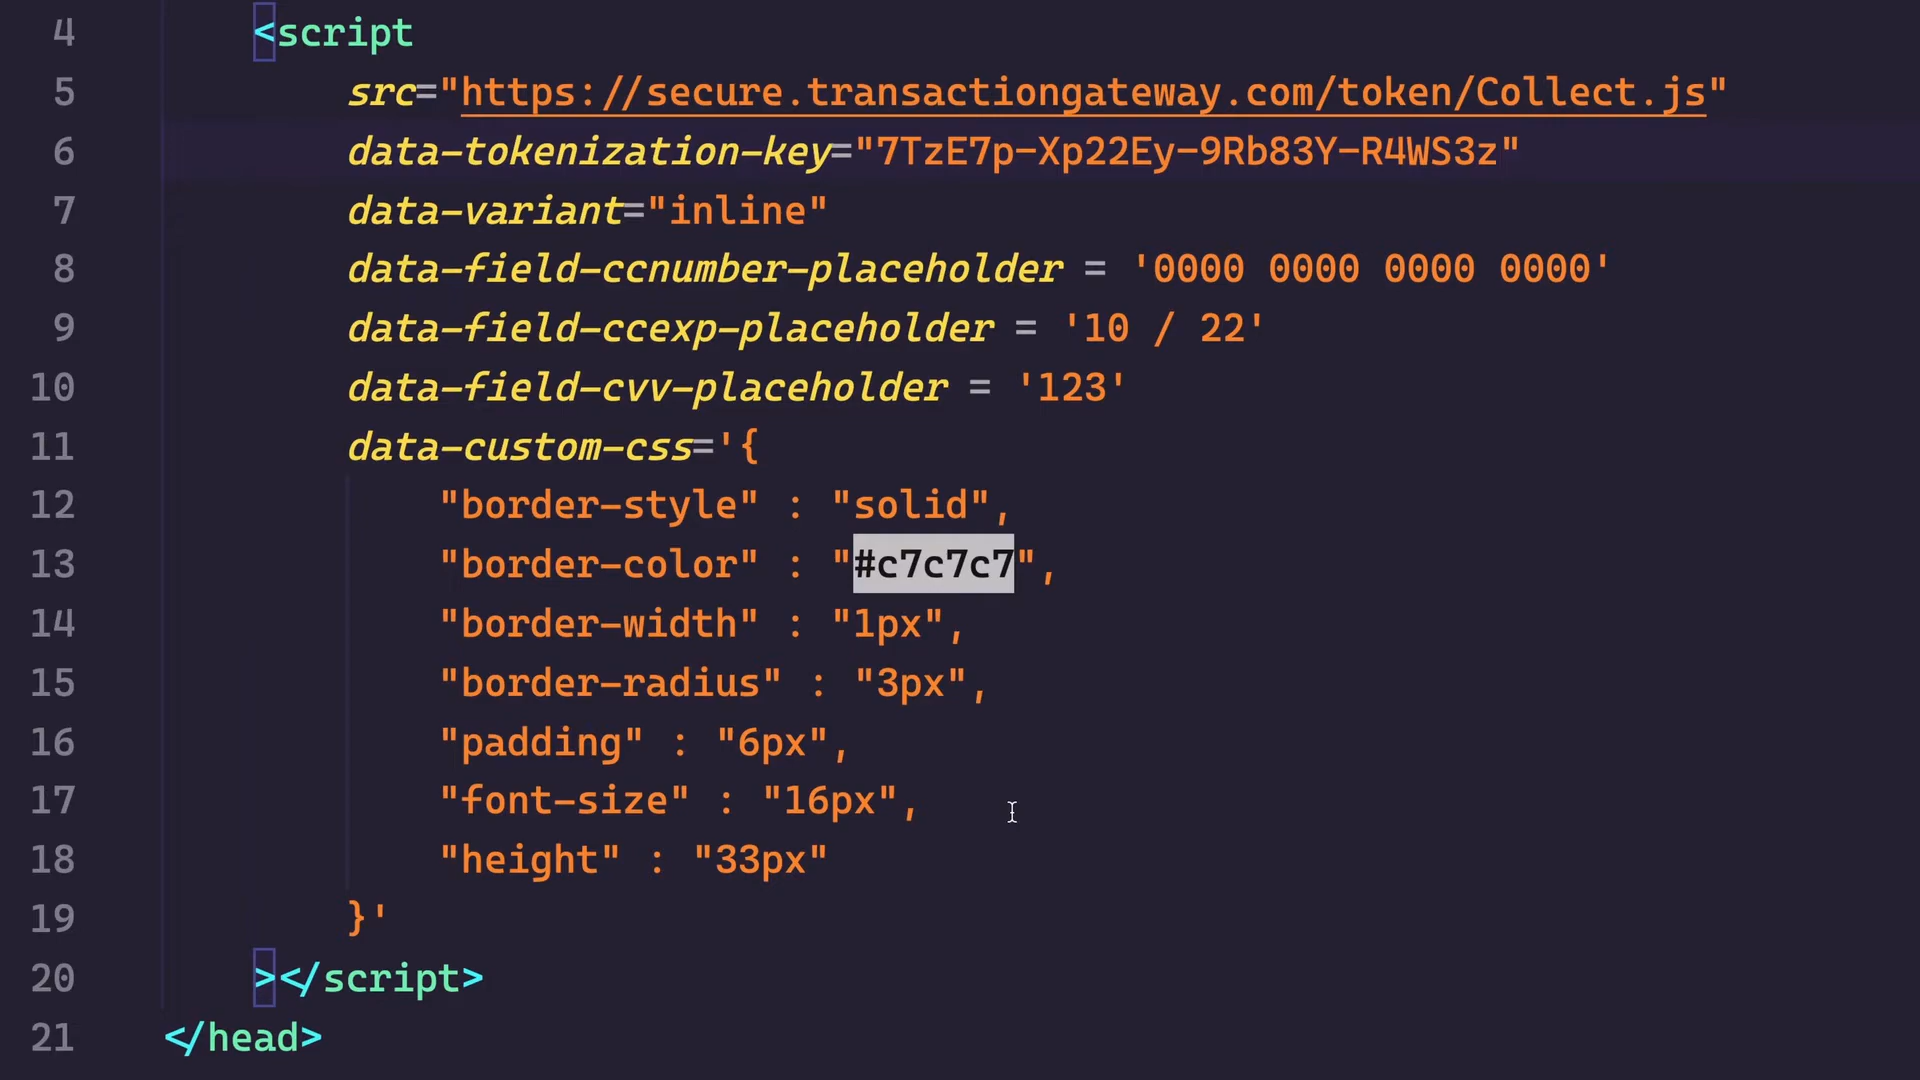 4 <script
5 src="https://secure.transactiongateway.com/token/Collect.js"
6 data-tokenization-key="7TzE7p-Xp22Ey-9Rb83Y-R4WS3z"
7 data-variant="inline"
8 data-field-ccnumber-placeholder = '0000 0000 0000 0000'
9 data-field-ccexp-placeholder = '10 / 22'
10 data-field-cvv-placeholder = '123'
11 data-custom-css='{
12 "border-style" : "solid",
13 "border-color" : "#c7c7c7",
14 "border-width" : "1px",
15 "border-radius" : "3px",
16 "padding" : "6px",
17 "font-size" : "16px",
18 "height" : "33px"
19 }'
20 ></script>
21 </head>